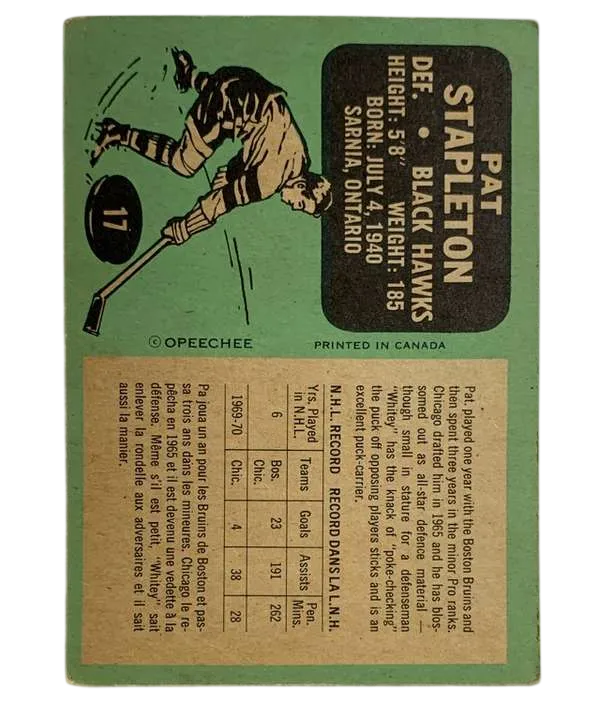 PAT
STAPLETON
DEF. • BLACK HAWKS
HEIGHT: 5'8" WEIGHT: 185
BORN: JULY 4, 1940
SARNIA, ONTARIO
17
© OPEECHEE
PRINTED IN CANADA
Pat, played one year with the Boston Bruins and
then spent three years in the minor Pro ranks.
Chicago drafted him in 1965 and he has blos-
somed out as all-star defence material —
though small in stature for a defenseman
"Whitey" has the knack of "poke-checking"
the puck off opposing players sticks and is an
excellent puck-carrier.
N.H.L. RECORD RECORD DANS LA L.N.H.
Yrs. Played in N.H.L. Teams Goals Assists Pen. Mins.
6 Bos. Chic. 23 191 262
1969-70 Chic. 4 38 28
Pa joua un an pour les Bruins de Boston et pas-
sa trois ans dans les mineures. Chicago le re-
pêcha en 1965 et il est devenu une vedette à la
défense. Même s'il est petit, "Whitey" sait
enlever la rondelle aux adversaires et il sait
aussi la manier.